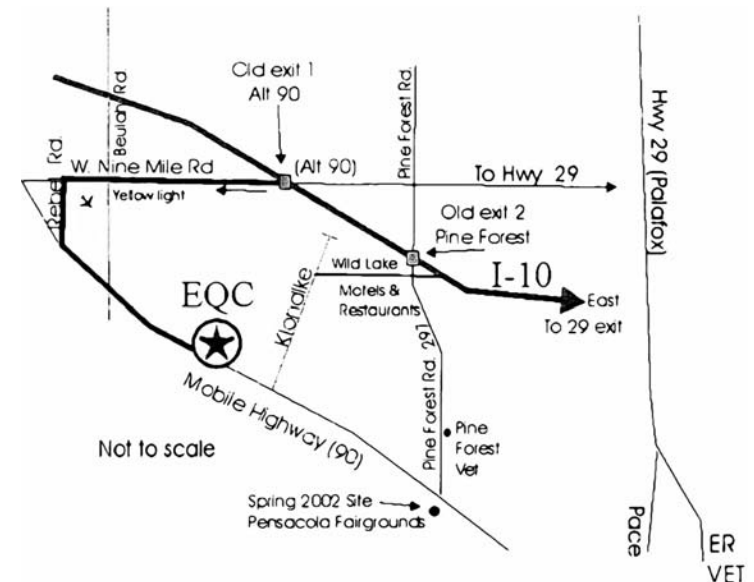 Old exit 1
Alt 90
Beulah Rd.
Pine Forest Rd.
Hwy 29 (Palafox)
W. Nine Mile Rd
(Alt 90)
To Hwy 29
Rebel Rd.
Yellow light
K
Old exit 2
Pine Forest
Wild Lake
I-10
EQC
Klondike
Motels &
Restaurants
East
To 29 exit
Pine Forest Rd. 297
Mobile Highway (90)
Not to scale
Pine
Forest
Vet
Spring 2002 Site
Pensacola Fairgrounds
Pace
ER
VET